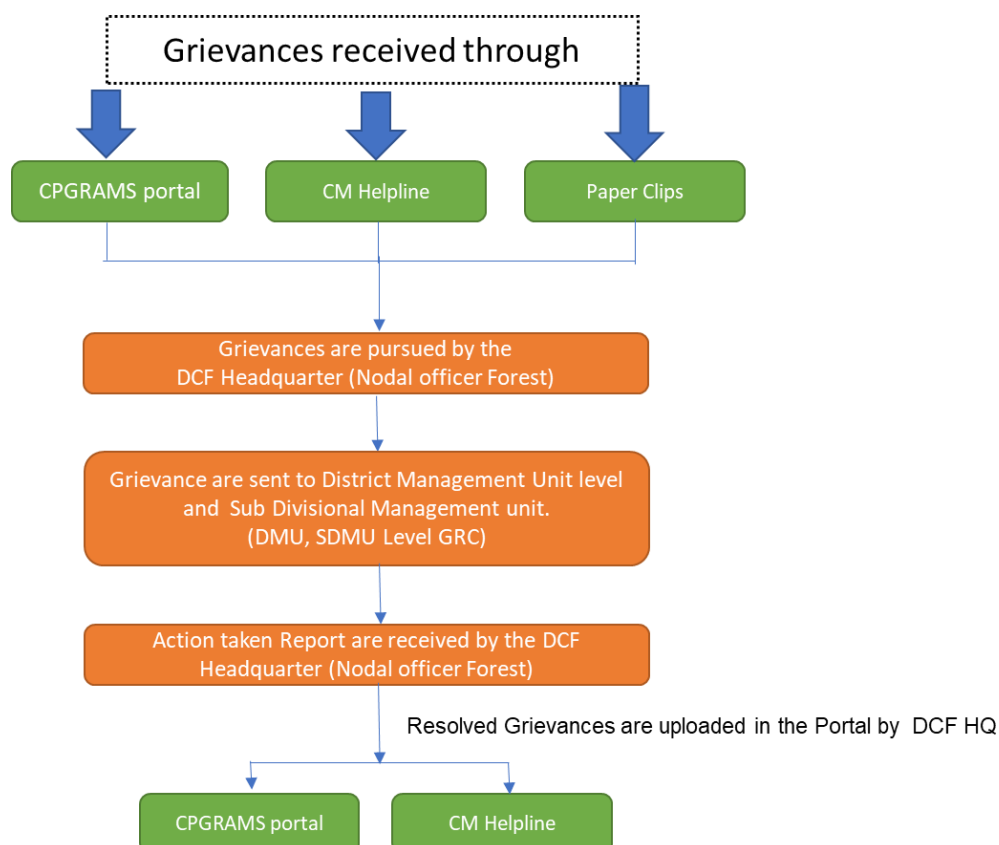 Grievances received through
CPGRAMS portal
CM Helpline
Paper Clips
Grievances are pursued by the
DCF Headquarter (Nodal officer Forest)
Grievance are sent to District Management Unit level
and Sub Divisional Management unit.
(DMU, SDMU Level GRC)
Action taken Report are received by the DCF
Headquarter (Nodal officer Forest)
Resolved Grievances are uploaded in the Portal by DCF HQ
CPGRAMS portal
CM Helpline